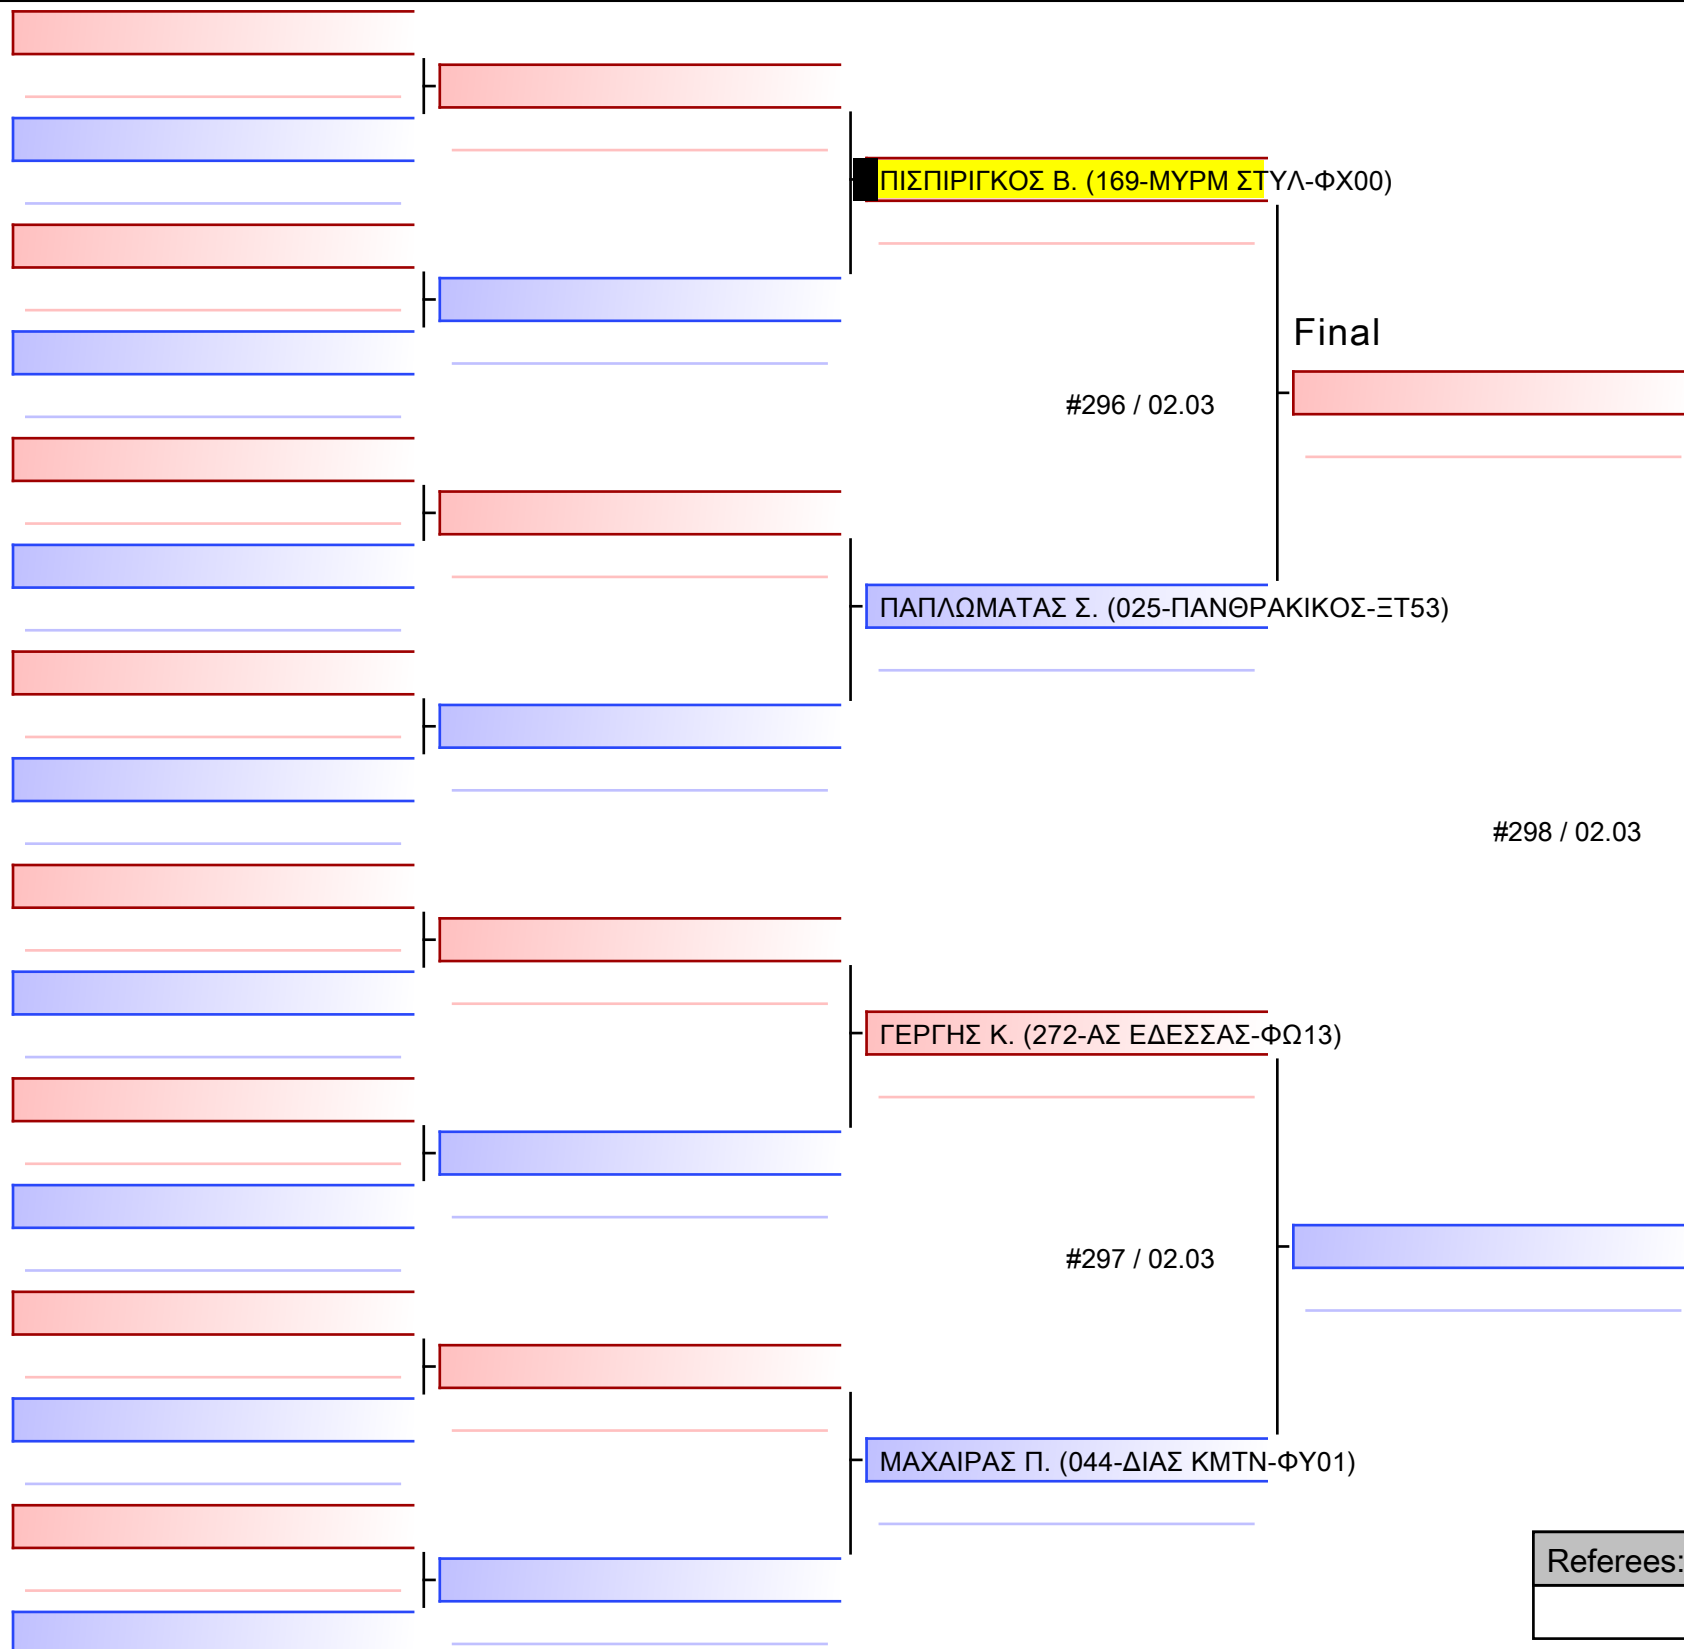 ΠΙΣΠΙΡΙΓΚΟΣ Β. (169-ΜΥΡΜ ΣΤΥΛ-ΦΧ00)
Final
#296 / 02.03
ΠΑΠΛΩΜΑΤΑΣ Σ. (025-ΠΑΝΘΡΑΚΙΚΟΣ-ΞΤ53)
#298 / 02.03
ΓΕΡΓΗΣ Κ. (272-ΑΣ ΕΔΕΣΣΑΣ-ΦΩ13)
#297 / 02.03
ΜΑΧΑΙΡΑΣ Π. (044-ΔΙΑΣ ΚΜΤΝ-ΦΥ01)
Referees: